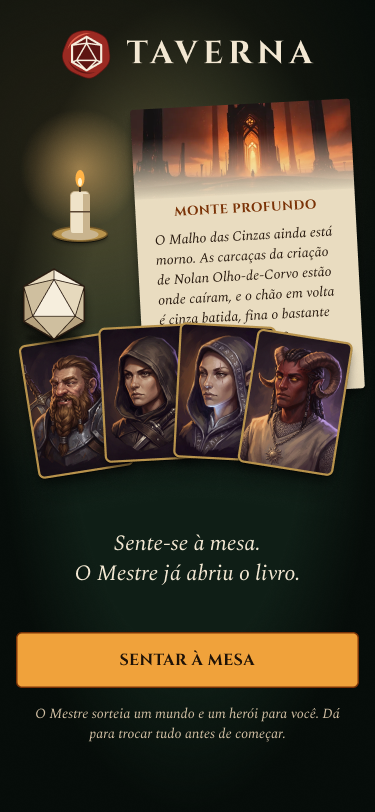 TAVERNA
MONTE PROFUNDO
O Malho das Cinzas ainda está
morno. As carcaças da criação
de Nolan Olho-de-Corvo estão
onde caíram, e o chão em volta
é cinza batida, fina o bastante
Sente-se à mesa.
O Mestre já abriu o livro.
SENTAR À MESA
O Mestre sorteia um mundo e um herói para você. Dá
para trocar tudo antes de começar.